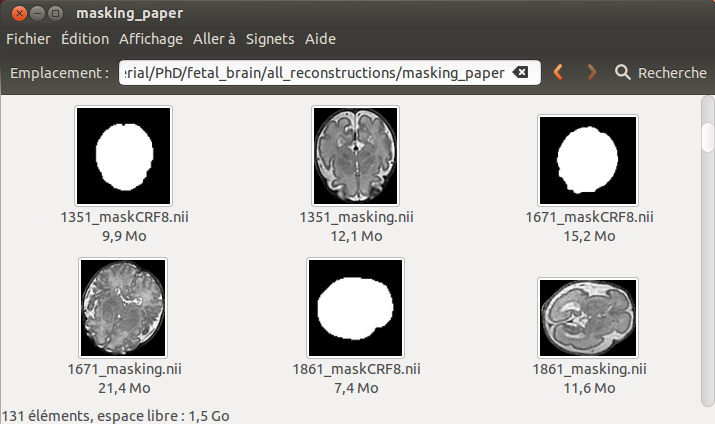 masking_paper
Fichier Édition Affichage Aller à Signets Aide
Emplacement : erial/PhD/fetal_brain/all_reconstructions/masking_paper Recherche
1351_maskCRF8.nii 1351_masking.nii 1671_maskCRF8.nii
9,9 Mo 12,1 Mo 15,2 Mo
1671_masking.nii 1861_maskCRF8.nii 1861_masking.nii
21,4 Mo 7,4 Mo 11,6 Mo
131 éléments, espace libre : 1,5 Go